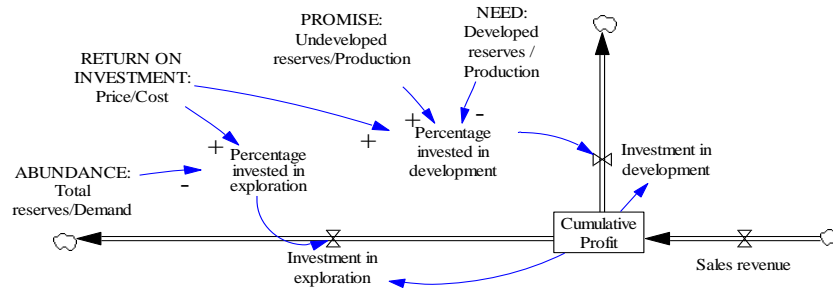 PROMISE:
Undeveloped
reserves/Production
NEED:
Developed
reserves /
Production
RETURN ON
INVESTMENT:
Price/Cost
+
+
-
+
+
Percentage
invested in
development
Percentage
invested in
exploration
Investment in
development
ABUNDANCE:
Total
reserves/Demand
-
Cumulative
Profit
Investment in
exploration
Sales revenue